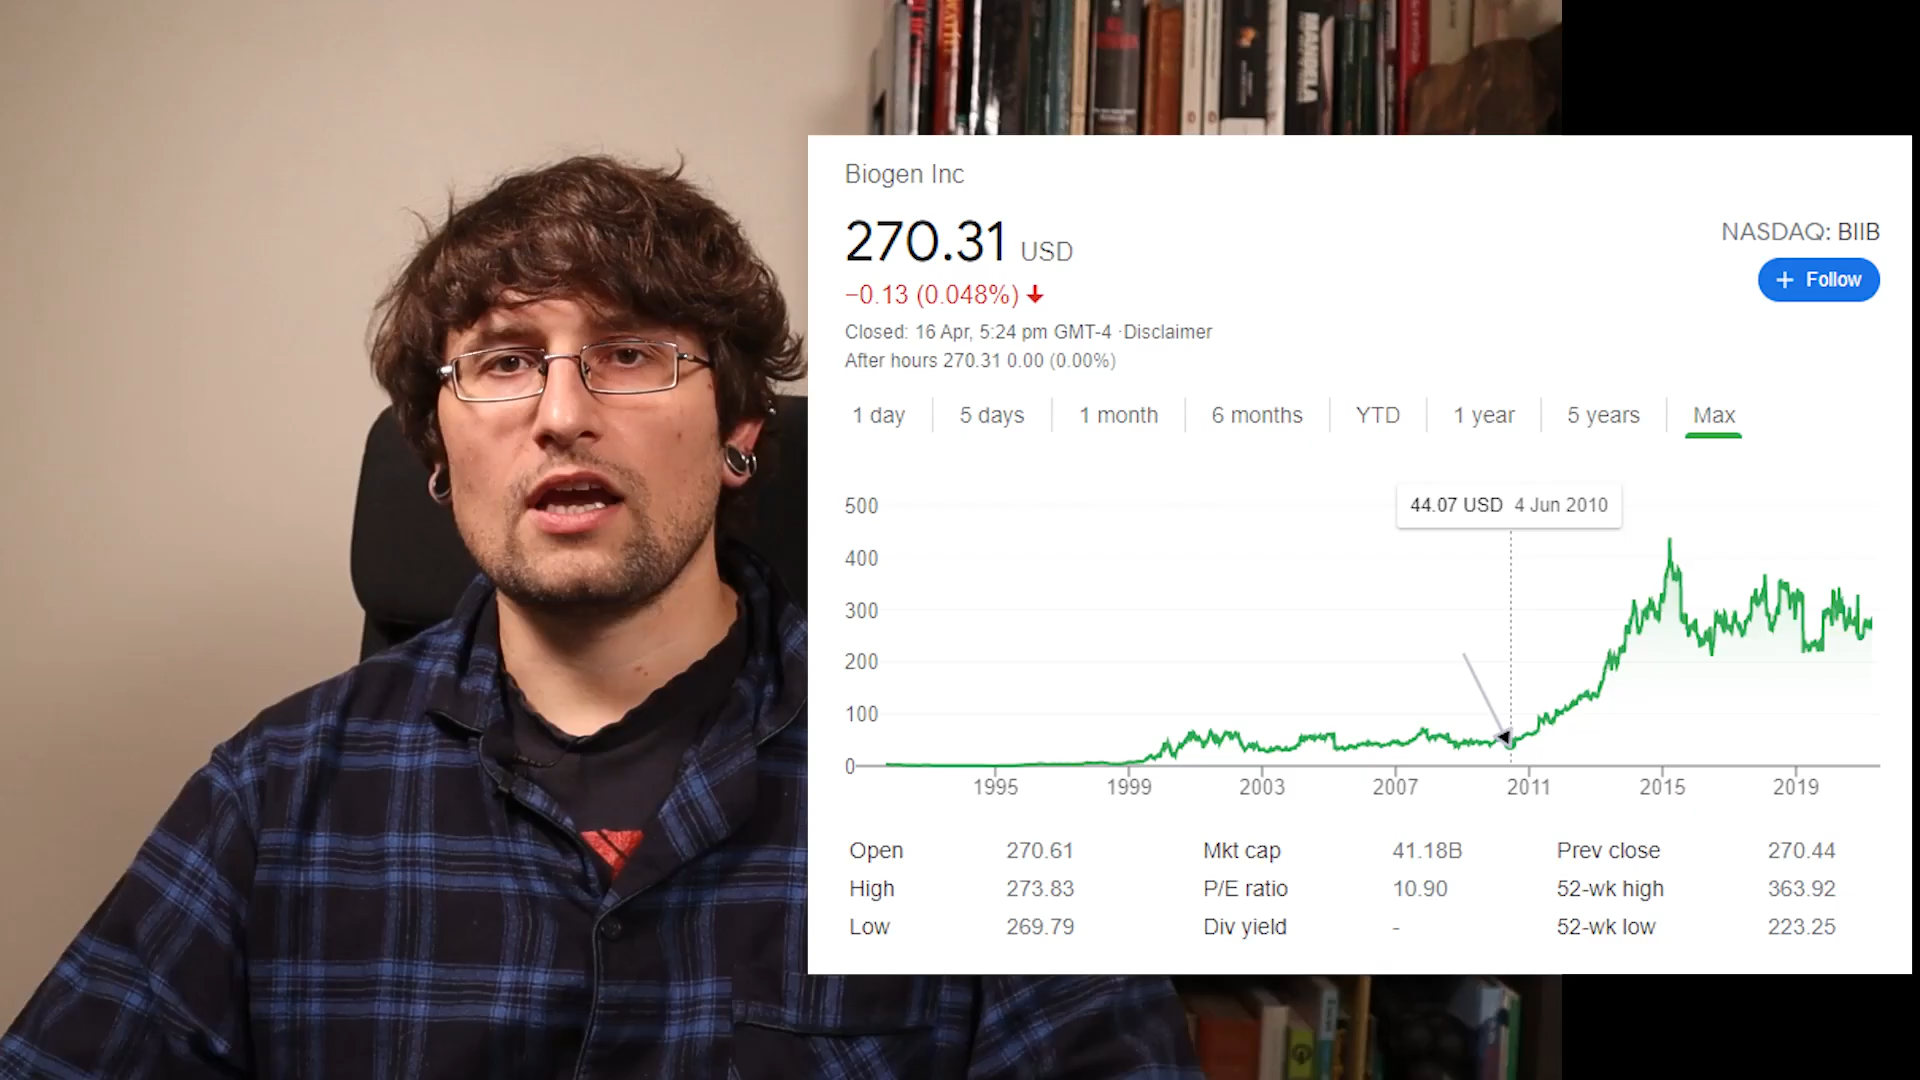 MANDELA
Biogen Inc
270.31 USD
NASDAQ: BIIB
−0.13 (0.048%)
+ Follow
Closed: 16 Apr, 5:24 pm GMT-4 ·Disclaimer
After hours 270.31 0.00 (0.00%)
1 day 5 days 1 month 6 months YTD 1 year 5 years Max
44.07 USD 4 Jun 2010
500
400
300
200
100
0
1995 1999 2003 2007 2011 2015 2019
Open 270.61 Mkt cap 41.18B Prev close 270.44
High 273.83 P/E ratio 10.90 52-wk high 363.92
Low 269.79 Div yield - 52-wk low 223.25